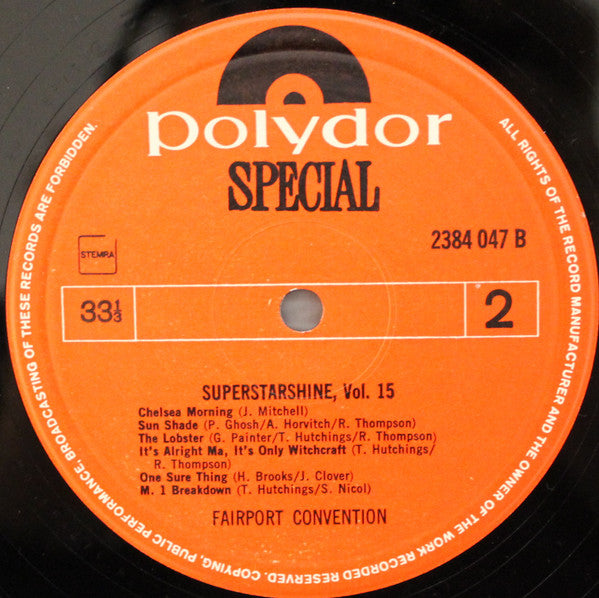 polydor
SPECIAL
2384 047 B
STEMRA
33⅓
2
SUPERSTARSHINE, Vol. 15
Chelsea Morning (J. Mitchell)
Sun Shade (P. Ghosh/A. Horvitch/R. Thompson)
The Lobster (G. Painter/T. Hutchings/R. Thompson)
It's Alright Ma, It's Only Witchcraft (T. Hutchings/
R. Thompson)
One Sure Thing (H. Brooks/J. Clover)
M. 1 Breakdown (T. Hutchings/S. Nicol)
FAIRPORT CONVENTION
ALL RIGHTS OF THE RECORD MANUFACTURER AND THE OWNER OF THE WORK RECORDED RESERVED. COPYING, PUBLIC PERFORMANCE, BROADCASTING OF THESE RECORDS ARE FORBIDDEN.